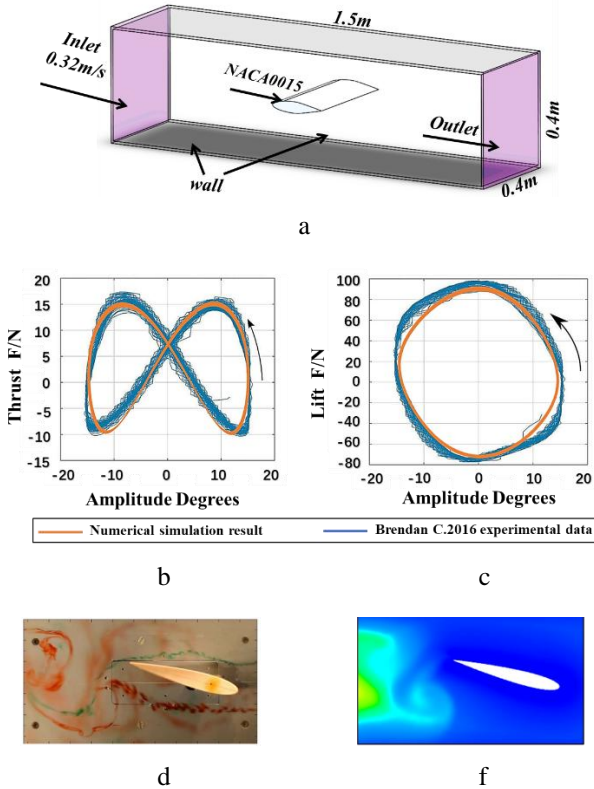 1.5m
Inlet
0.32m/s
NACA0015
Outlet
0.4m
wall
0.4m
a
20
15
10
5
0
-5
-10
-15
-20 -10 0 10 20
Thrust F/N
Amplitude Degrees
100
80
60
40
20
0
-20
-40
-60
-80
-20 -10 0 10 20
Lift F/N
Amplitude Degrees
Numerical simulation result Brendan C.2016 experimental data
b c
d f